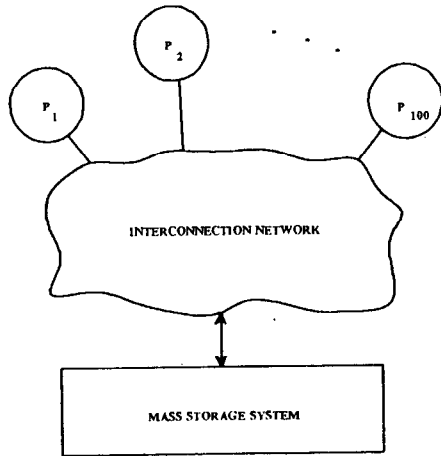 P1
P2
P100
INTERCONNECTION NETWORK
MASS STORAGE SYSTEM